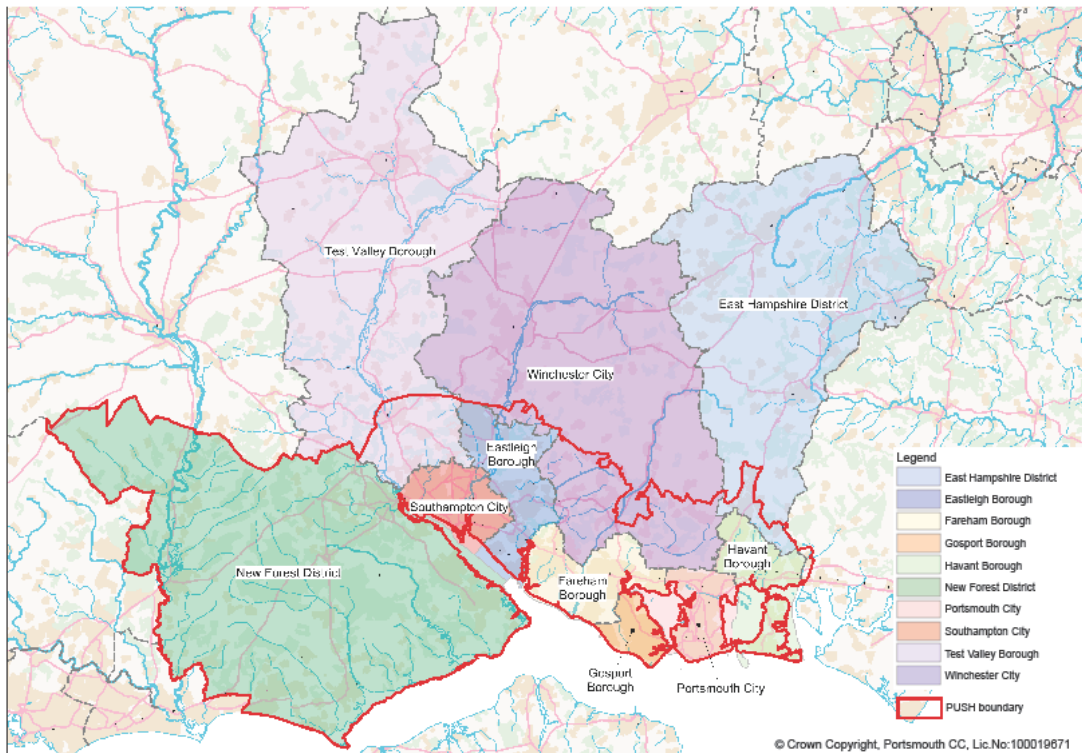 Test Valley Borough
East Hampshire District
Winchester City
Eastleigh
Borough
Southampton City
New Forest District
Havant
Borough
Fareham
Borough
Gosport
Borough
Portsmouth City
Legend
East Hampshire District
Eastleigh Borough
Fareham Borough
Gosport Borough
Havant Borough
New Forest District
Portsmouth City
Southampton City
Test Valley Borough
Winchester City
PUSH boundary
© Crown Copyright, Portsmouth CC, Lic.No:100019671